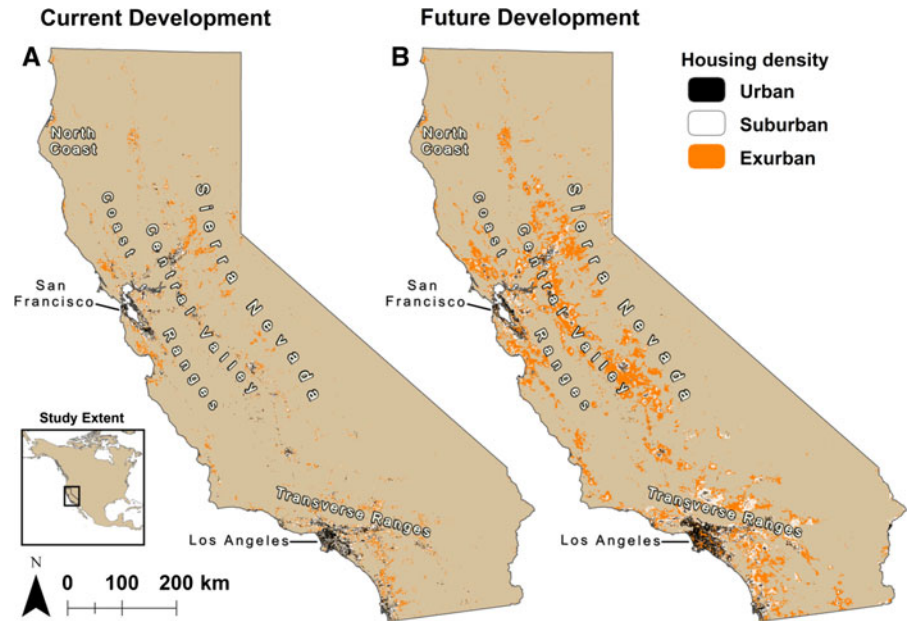 Current Development
Future Development
A
B
Housing density
Urban
Suburban
Exurban
North
Coast
Coast Ranges
Central Valley
Sierra Nevada
San
Francisco
Transverse Ranges
Los Angeles
North
Coast
Coast Ranges
Central Valley
Sierra Nevada
San
Francisco
Transverse Ranges
Los Angeles
Study Extent
N
0 100 200 km